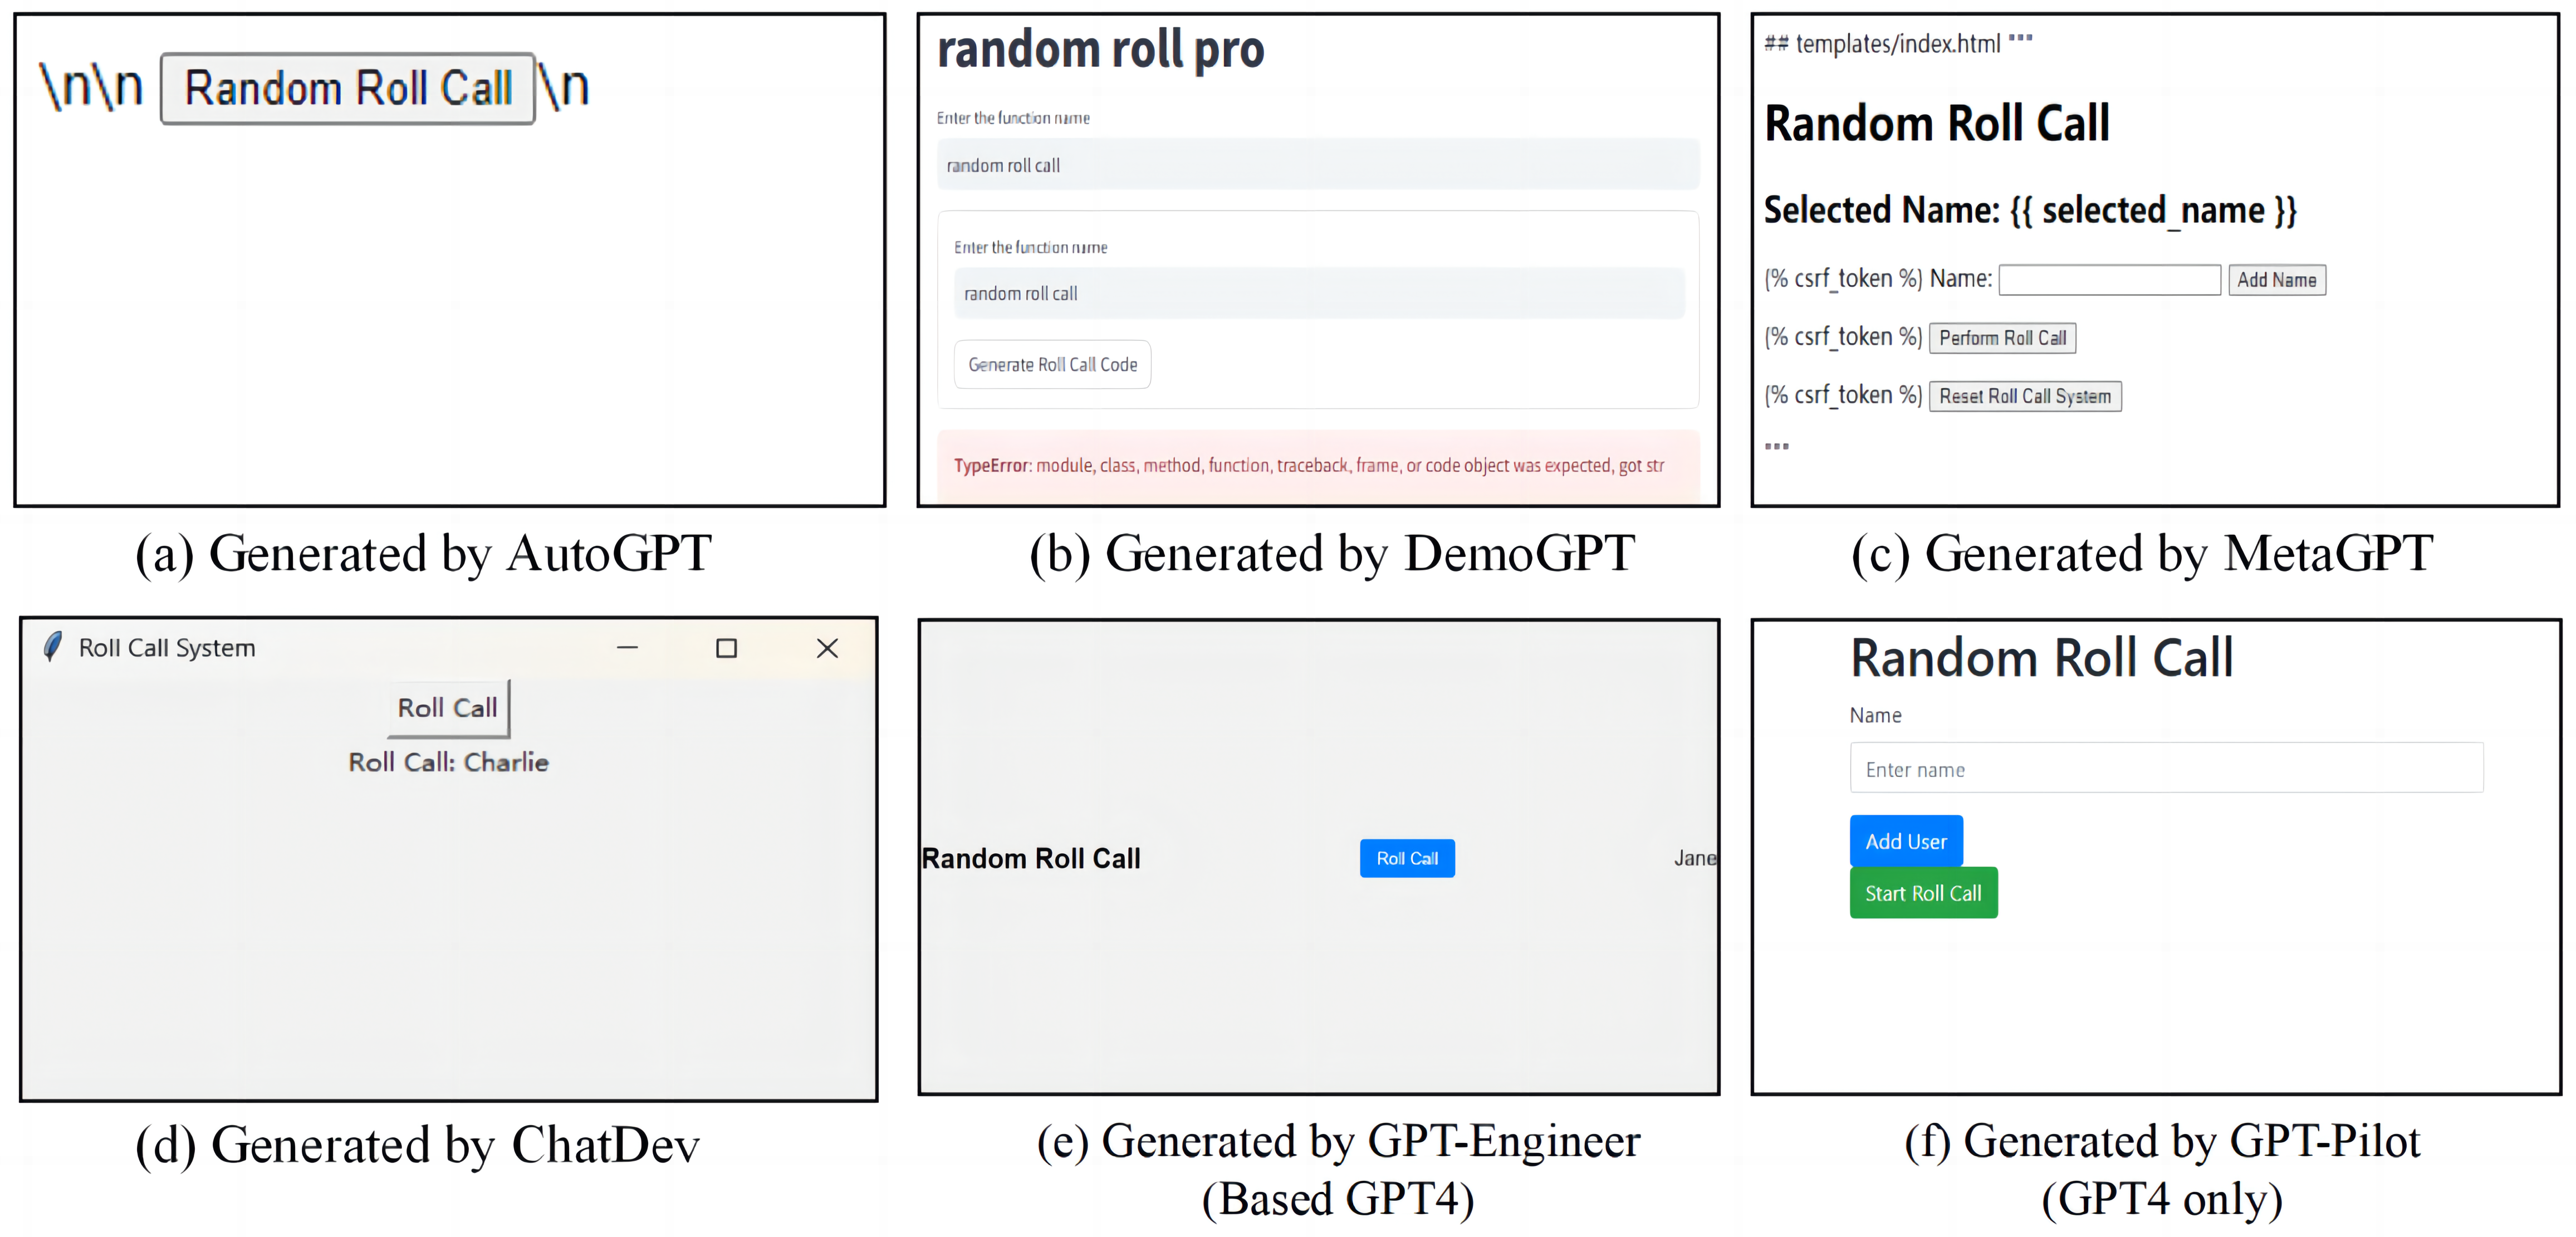 \n\n Random Roll Call \n
(a) Generated by AutoGPT
random roll pro
Enter the function name
random roll call
Enter the function name
random roll call
Generate Roll Call Code
TypeError: module, class, method, function, traceback, frame, or code object was expected, got str
(b) Generated by DemoGPT
## templates/index.html """
Random Roll Call
Selected Name: {{ selected_name }}
(% csrf_token %) Name: Add Name
(% csrf_token %) Perform Roll Call
(% csrf_token %) Reset Roll Call System
"""
(c) Generated by MetaGPT
Roll Call System
Roll Call
Roll Call: Charlie
(d) Generated by ChatDev
Random Roll Call Roll Call Jane
(e) Generated by GPT-Engineer
(Based GPT4)
Random Roll Call
Name
Enter name
Add User
Start Roll Call
(f) Generated by GPT-Pilot
(GPT4 only)